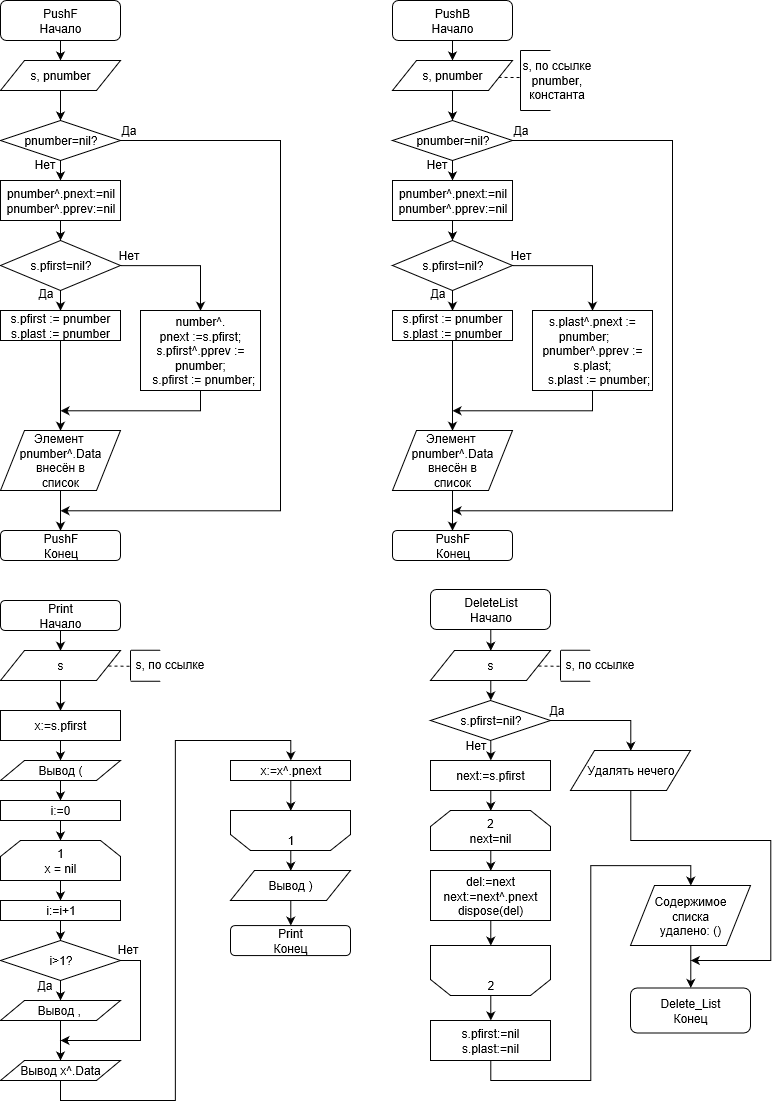 PushF
Начало
s, pnumber
pnumber=nil?
Да
Нет
pnumber^.pnext:=nil
pnumber^.pprev:=nil
s.pfirst=nil?
Нет
Да
s.pfirst := pnumber
s.plast := pnumber
number^.
pnext :=s.pfirst;
s.pfirst^.pprev :=
pnumber;
s.pfirst := pnumber;
Элемент
pnumber^.Data
внесён в
список
PushF
Конец
PushB
Начало
s, pnumber
s, по ссылке
pnumber,
константа
pnumber=nil?
Да
Нет
pnumber^.pnext:=nil
pnumber^.pprev:=nil
s.pfirst=nil?
Нет
Да
s.pfirst := pnumber
s.plast := pnumber
s.plast^.pnext :=
pnumber;
pnumber^.pprev :=
s.plast;
s.plast := pnumber;
Элемент
pnumber^.Data
внесён в
список
PushF
Конец
Print
Начало
s
s, по ссылке
x:=s.pfirst
Вывод (
i:=0
1
x = nil
i:=i+1
i>1?
Нет
Да
Вывод ,
Вывод x^.Data
x:=x^.pnext
1
Вывод )
Print
Конец
DeleteList
Начало
s
s, по ссылке
s.pfirst=nil?
Да
Нет
Удалять нечего
next:=s.pfirst
2
next=nil
del:=next
next:=next^.pnext
dispose(del)
2
s.pfirst:=nil
s.plast:=nil
Содержимое
списка
удалено: ()
Delete_List
Конец